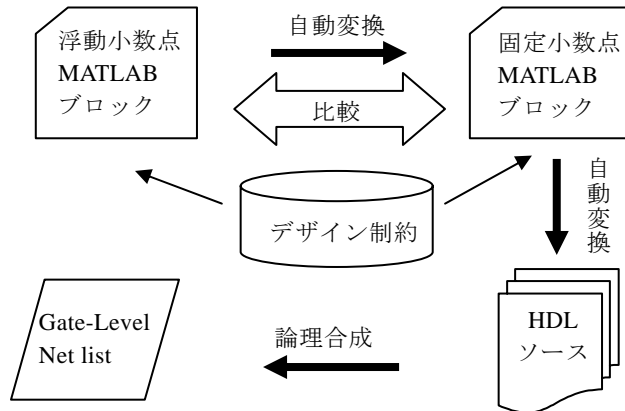 浮動小数点
MATLAB
ブロック
自動変換
比較
固定小数点
MATLAB
ブロック
デザイン制約
自動変換
HDL
ソース
論理合成
Gate-Level
Net list